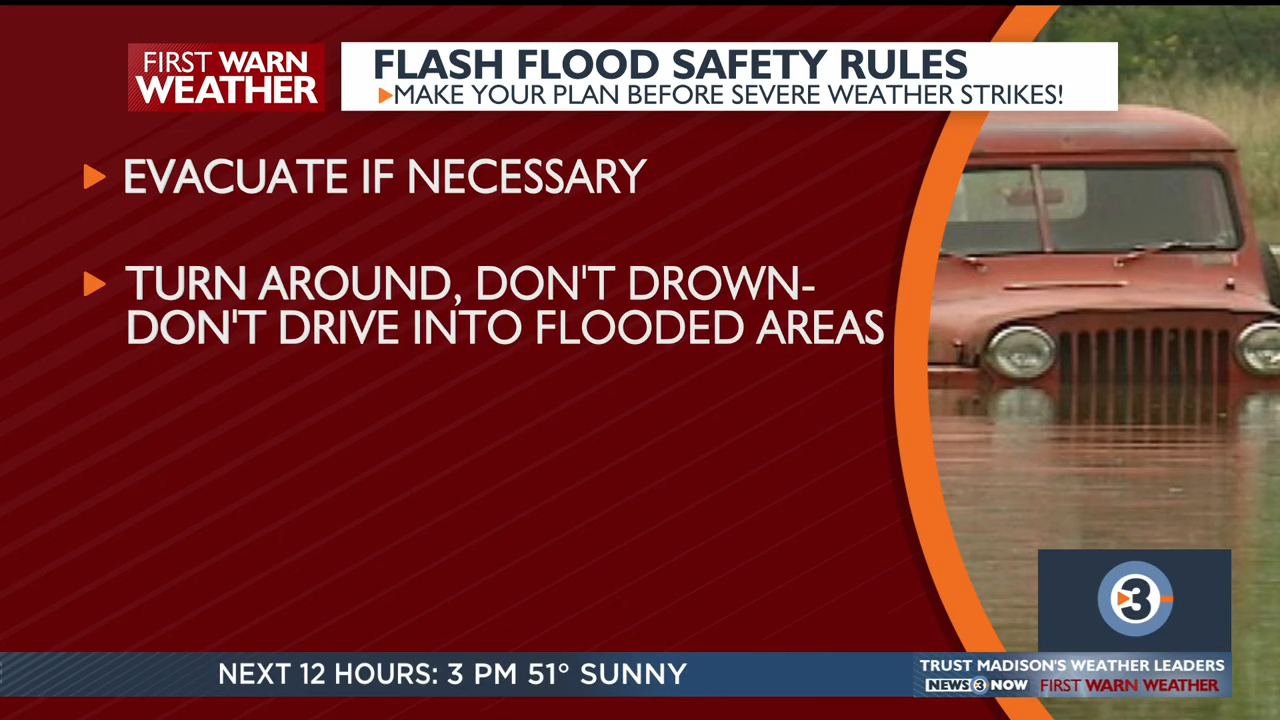 FIRST WARN
WEATHER
FLASH FLOOD SAFETY RULES
MAKE YOUR PLAN BEFORE SEVERE WEATHER STRIKES!
EVACUATE IF NECESSARY
TURN AROUND, DON'T DROWN-
DON'T DRIVE INTO FLOODED AREAS
3
NEXT 12 HOURS: 3 PM 51° SUNNY
TRUST MADISON'S WEATHER LEADERS
NEWS 3 NOW FIRST WARN WEATHER